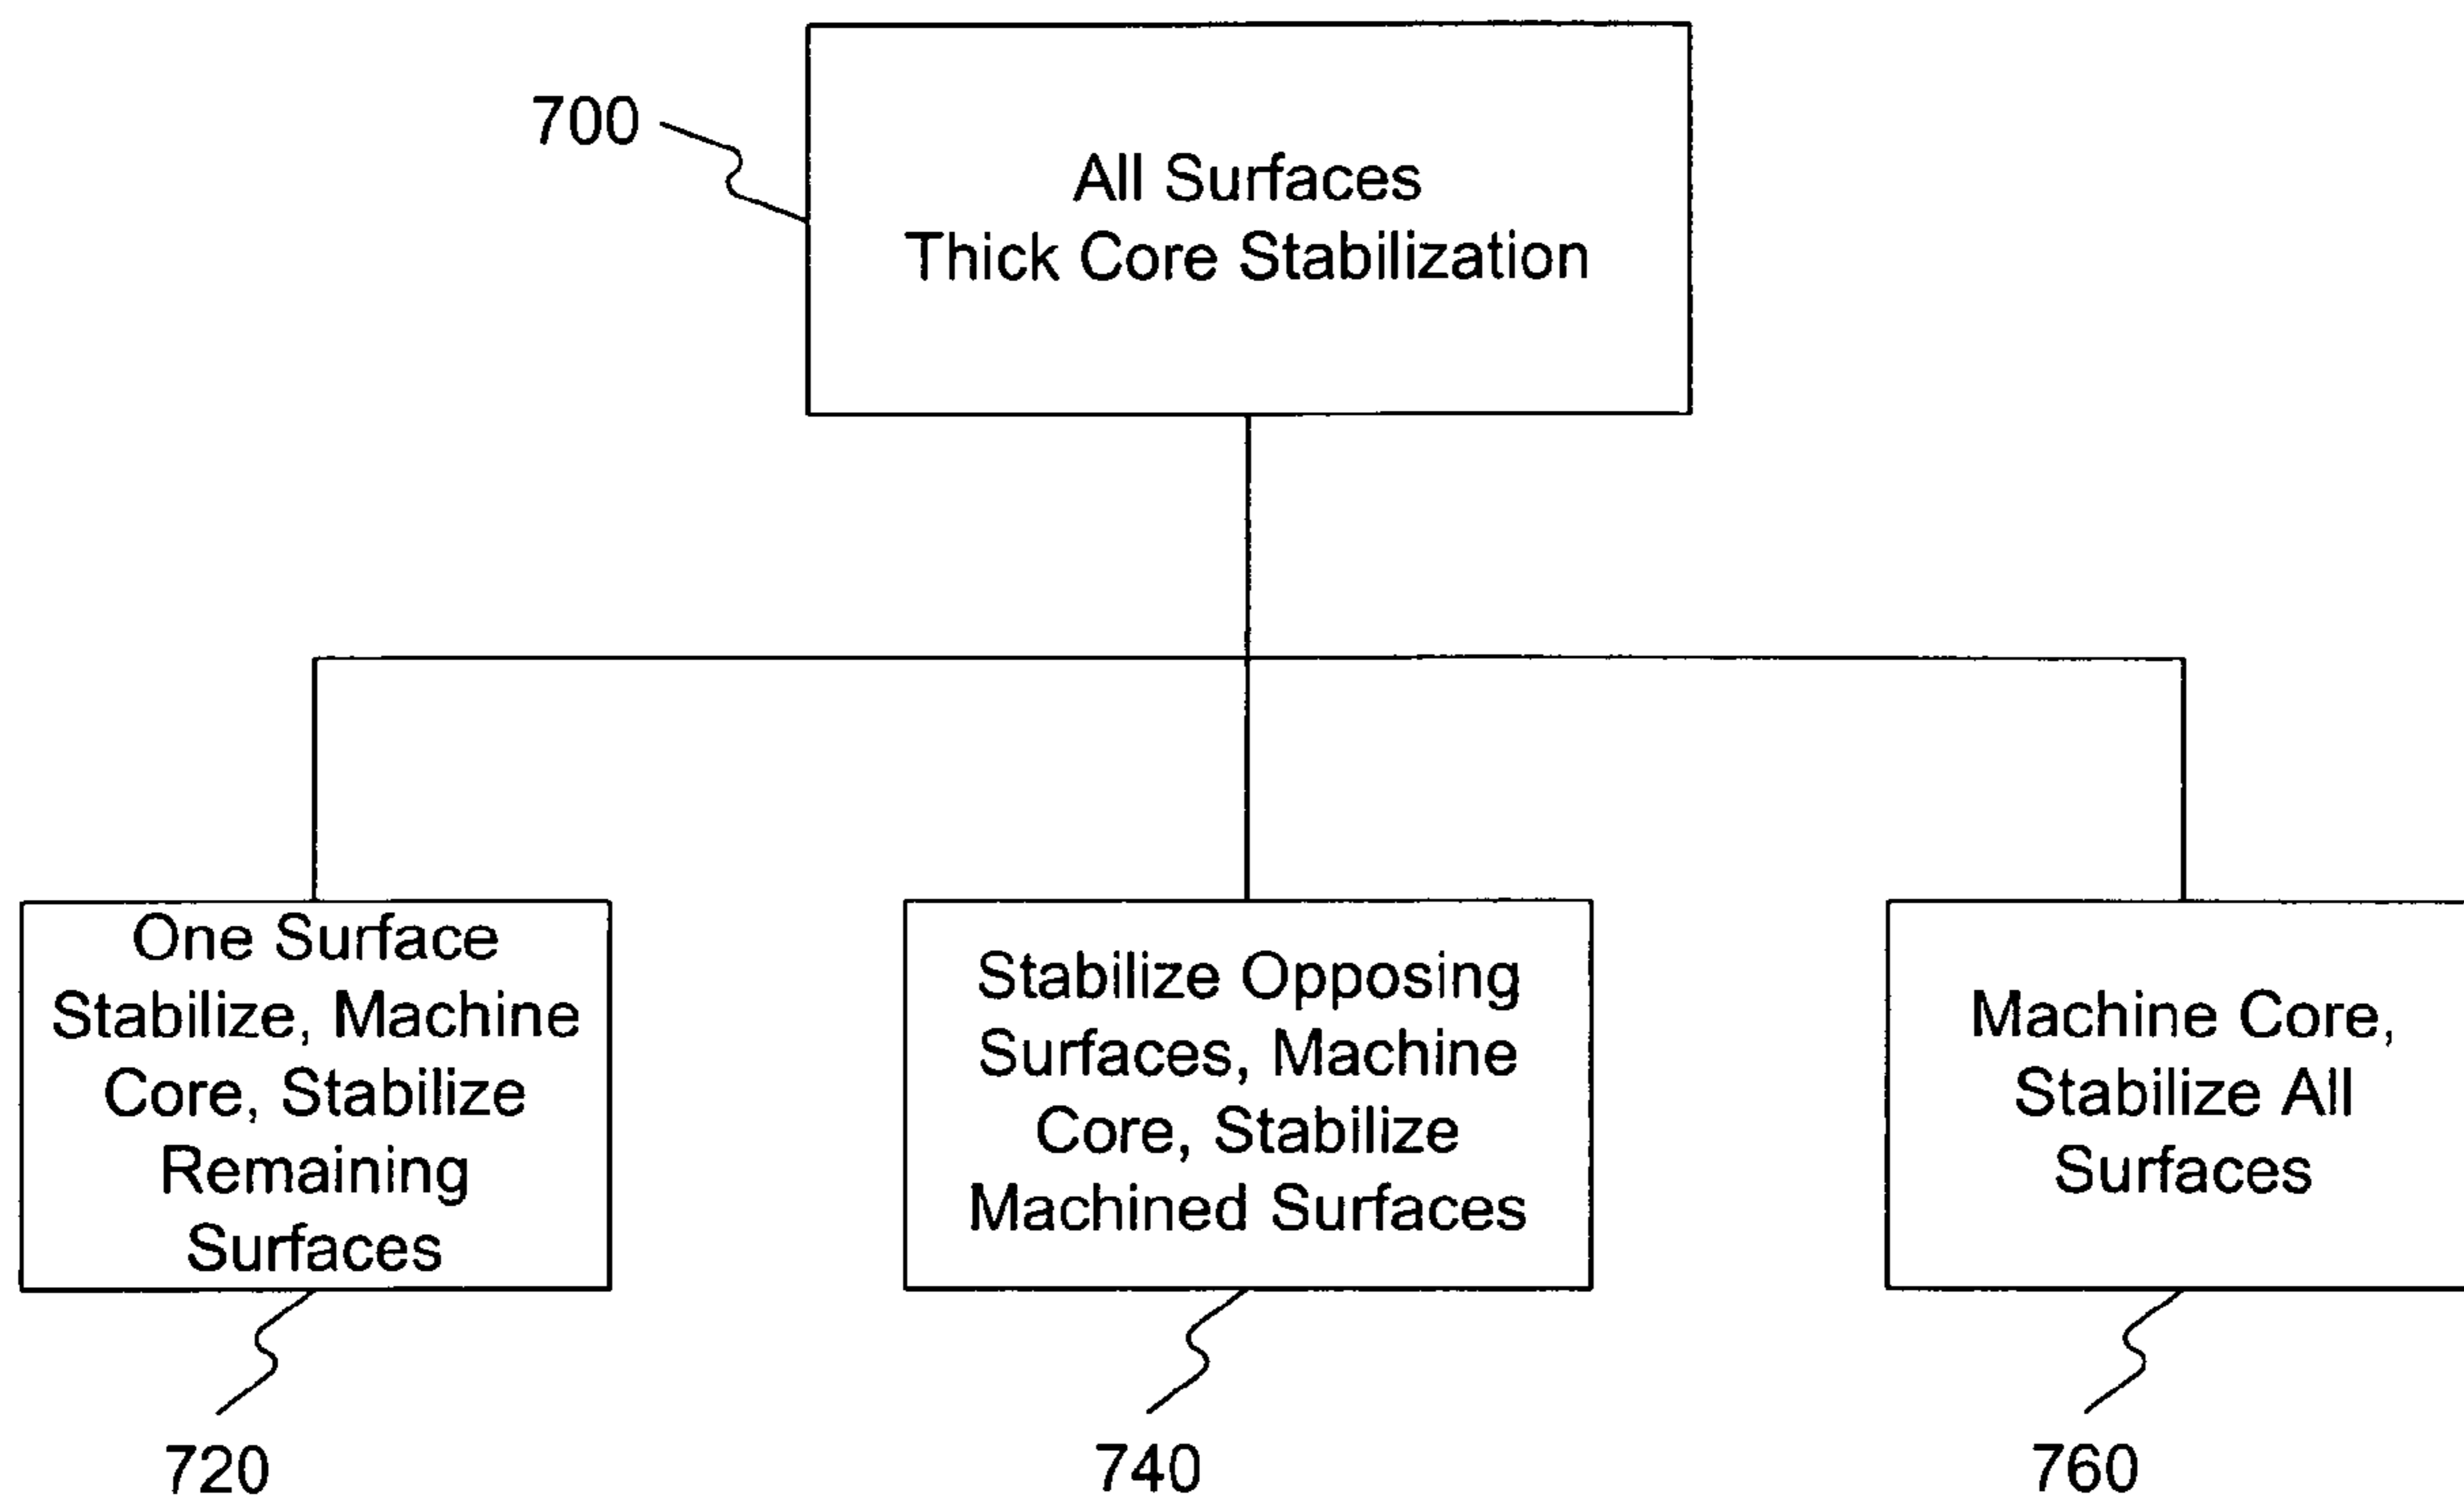 700
All Surfaces
Thick Core Stabilization
One Surface
Stabilize, Machine
Core, Stabilize
Remaining
Surfaces
720
Stabilize Opposing
Surfaces, Machine
Core, Stabilize
Machined Surfaces
740
Machine Core,
Stabilize All
Surfaces
760